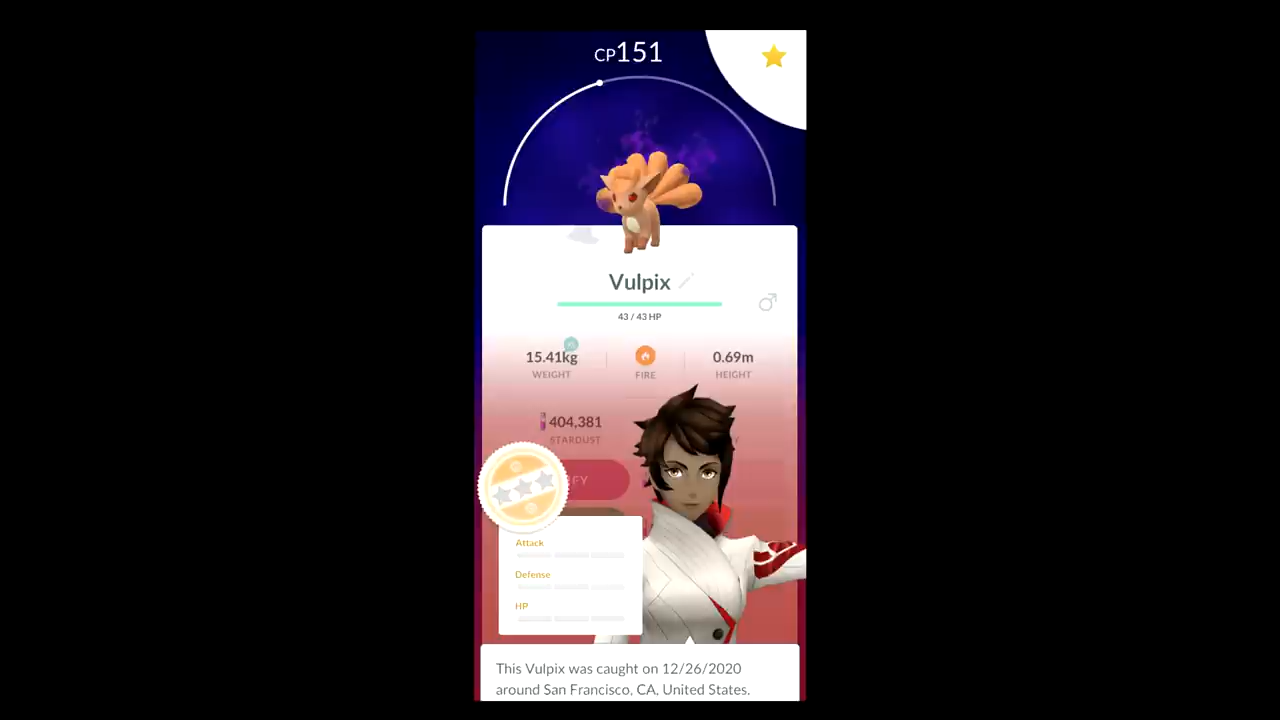 CP151
Vulpix
43 / 43 HP
15.41kg
WEIGHT
FIRE
0.69m
HEIGHT
404,381
STARDUST
Attack
Defense
HP
This Vulpix was caught on 12/26/2020
around San Francisco, CA, United States.